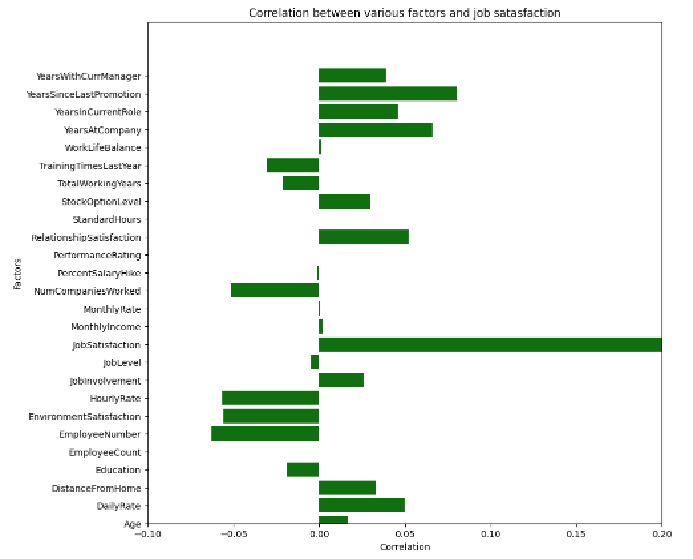 Correlation between various factors and job satasfaction
YearsWithCurrManager
YearsSinceLastPromotion
YearsInCurrentRole
YearsAtCompany
WorkLifeBalance
TrainingTimesLastYear
TotalWorkingYears
StockOptionLevel
StandardHours
RelationshipSatisfaction
PerformanceRating
PercentSalaryHike
NumCompaniesWorked
MonthlyRate
MonthlyIncome
JobSatisfaction
JobLevel
JobInvolvement
HourlyRate
EnvironmentSatisfaction
EmployeeNumber
EmployeeCount
Education
DistanceFromHome
DailyRate
Age
factors
−0.10 −0.05 0.00 0.05 0.10 0.15 0.20
Correlation